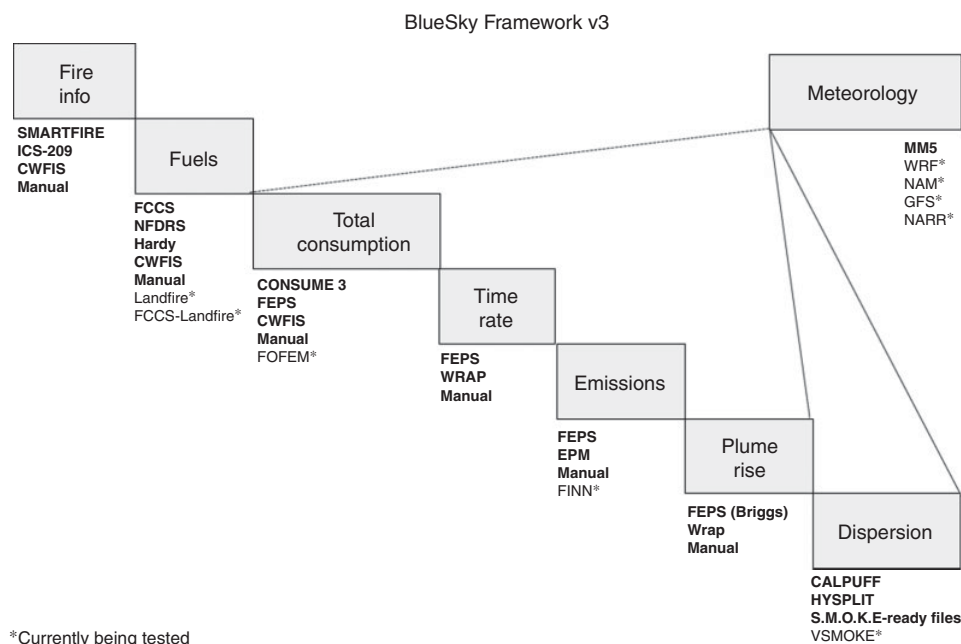 BlueSky Framework v3
Fire
info
SMARTFIRE
ICS-209
CWFIS
Manual
Fuels
FCCS
NFDRS
Hardy
CWFIS
Manual
Landfire*
FCCS-Landfire*
Total
consumption
CONSUME 3
FEPS
CWFIS
Manual
FOFEM*
Time
rate
FEPS
WRAP
Manual
Emissions
FEPS
EPM
Manual
FINN*
Plume
rise
FEPS (Briggs)
Wrap
Manual
Dispersion
CALPUFF
HYSPLIT
S.M.O.K.E-ready files
VSMOKE*
Meteorology
MM5
WRF*
NAM*
GFS*
NARR*
*Currently being tested